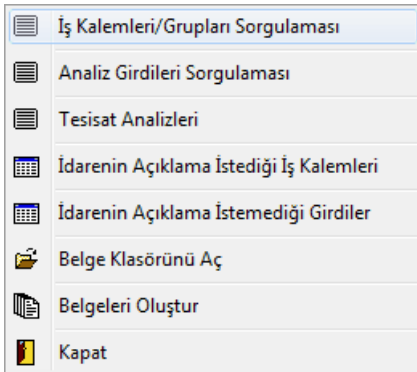 İş Kalemleri/Grupları Sorgulaması
Analiz Girdileri Sorgulaması
Tesisat Analizleri
İdarenin Açıklama İstediği İş Kalemleri
İdarenin Açıklama İstemediği Girdiler
Belge Klasörünü Aç
Belgeleri Oluştur
Kapat